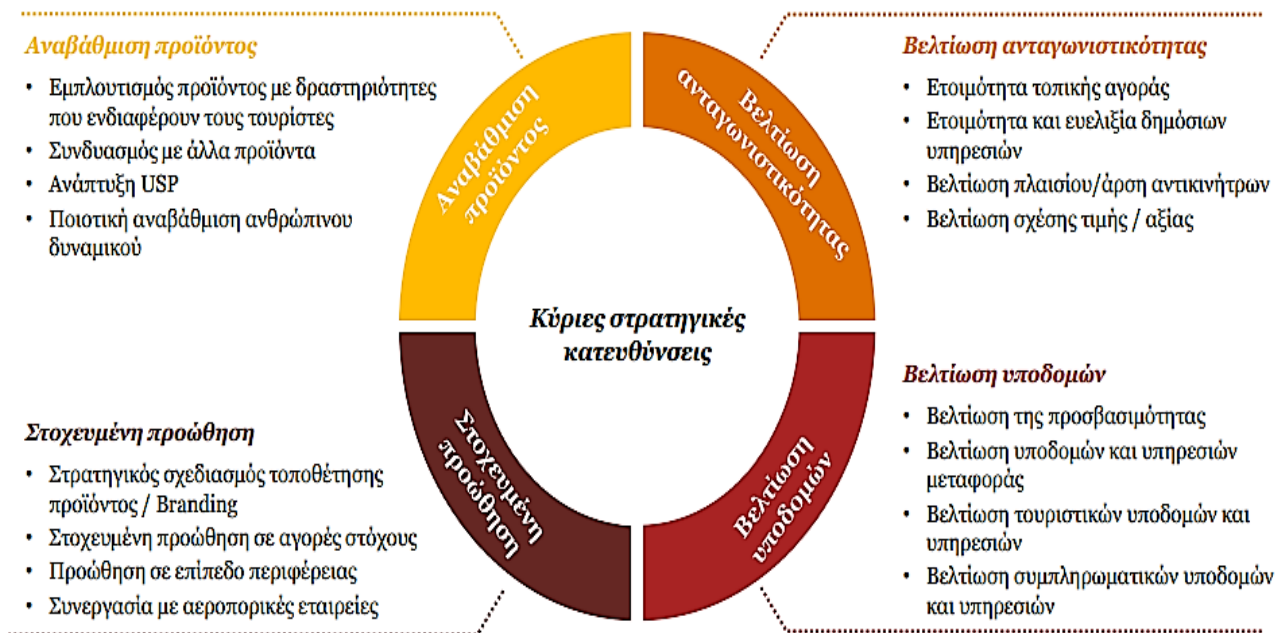 Αναβάθμιση προϊόντος
• Εμπλουτισμός προϊόντος με δραστηριότητες
που ενδιαφέρουν τους τουρίστες
• Συνδυασμός με άλλα προϊόντα
• Ανάπτυξη USP
• Ποιοτική αναβάθμιση ανθρώπινου
δυναμικού
Βελτίωση ανταγωνιστικότητας
• Ετοιμότητα τοπικής αγοράς
• Ετοιμότητα και ευελιξία δημόσιων
υπηρεσιών
• Βελτίωση πλαισίου/άρση αντικινήτρων
• Βελτίωση σχέσης τιμής / αξίας
Αναβάθμιση
προϊόντος
Βελτίωση
ανταγωνιστικότητας
Κύριες στρατηγικές
κατευθύνσεις
Στοχευμένη
προώθηση
Βελτίωση
υποδομών
Στοχευμένη προώθηση
• Στρατηγικός σχεδιασμός τοποθέτησης
προϊόντος / Branding
• Στοχευμένη προώθηση σε αγορές στόχους
• Προώθηση σε επίπεδο περιφέρειας
• Συνεργασία με αεροπορικές εταιρείες
Βελτίωση υποδομών
• Βελτίωση της προσβασιμότητας
• Βελτίωση υποδομών και υπηρεσιών
μεταφοράς
• Βελτίωση τουριστικών υποδομών και
υπηρεσιών
• Βελτίωση συμπληρωματικών υποδομών
και υπηρεσιών